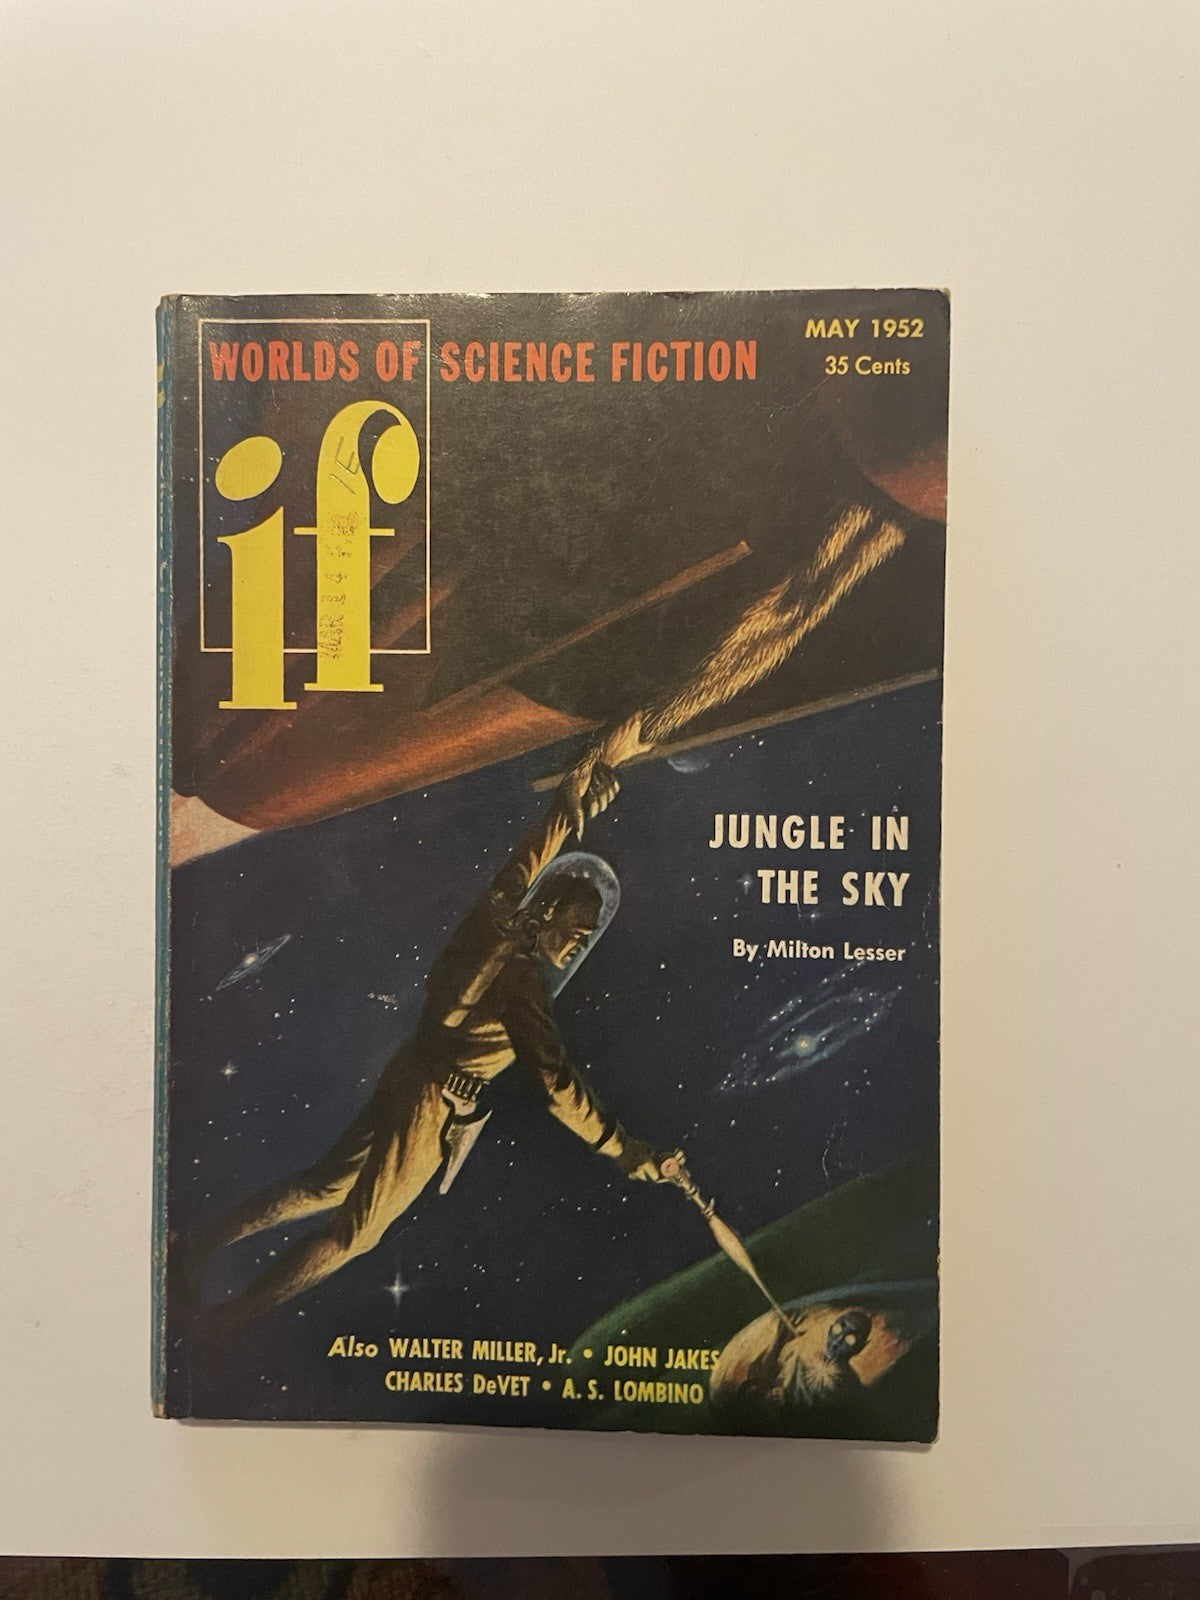 MAY 1952
WORLDS OF SCIENCE FICTION
35 Cents
if
JUNGLE IN
THE SKY
By Milton Lesser
Also WALTER MILLER, Jr. • JOHN JAKES
CHARLES DeVET • A. S. LOMBINO